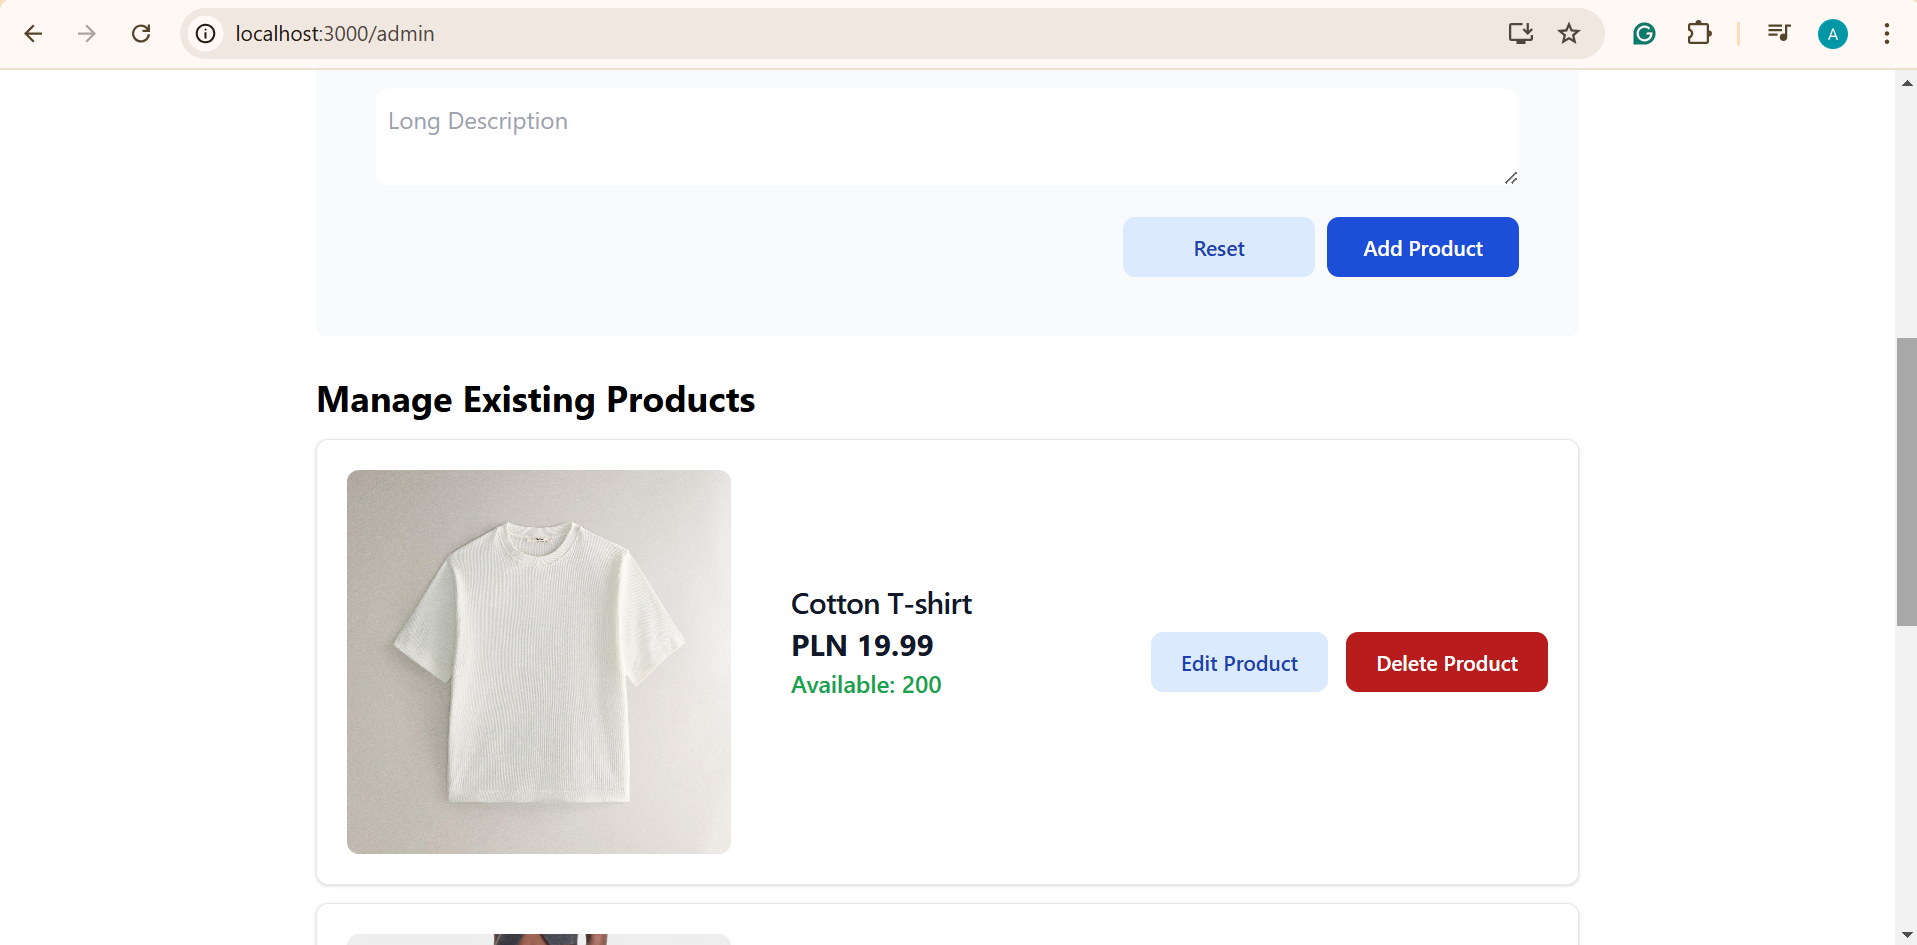 localhost:3000/admin
A
Long Description
Reset
Add Product
Manage Existing Products
Cotton T-shirt
PLN 19.99
Available: 200
Edit Product
Delete Product